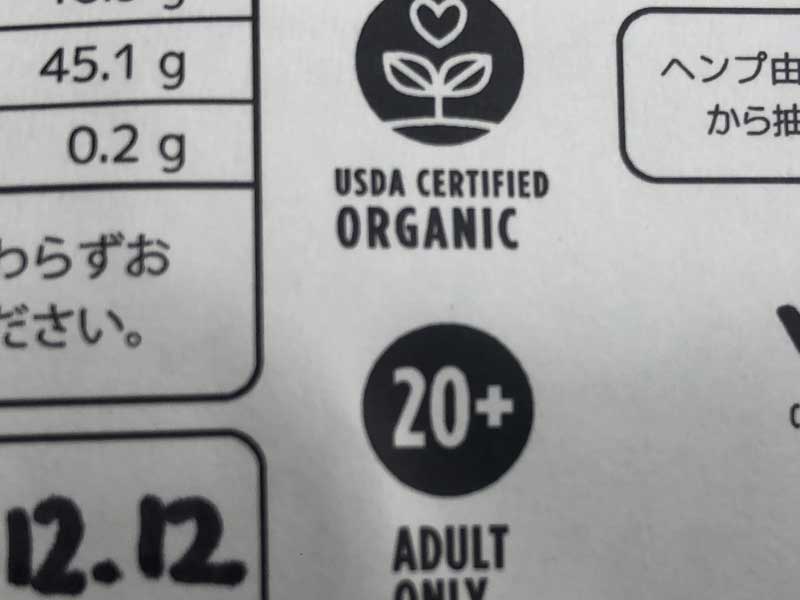 45.1 g
0.2 g
わらずお
ださい。
12.12
USDA CERTIFIED
ORGANIC
20+
ADULT
ONLY
ヘンプ由
から抽